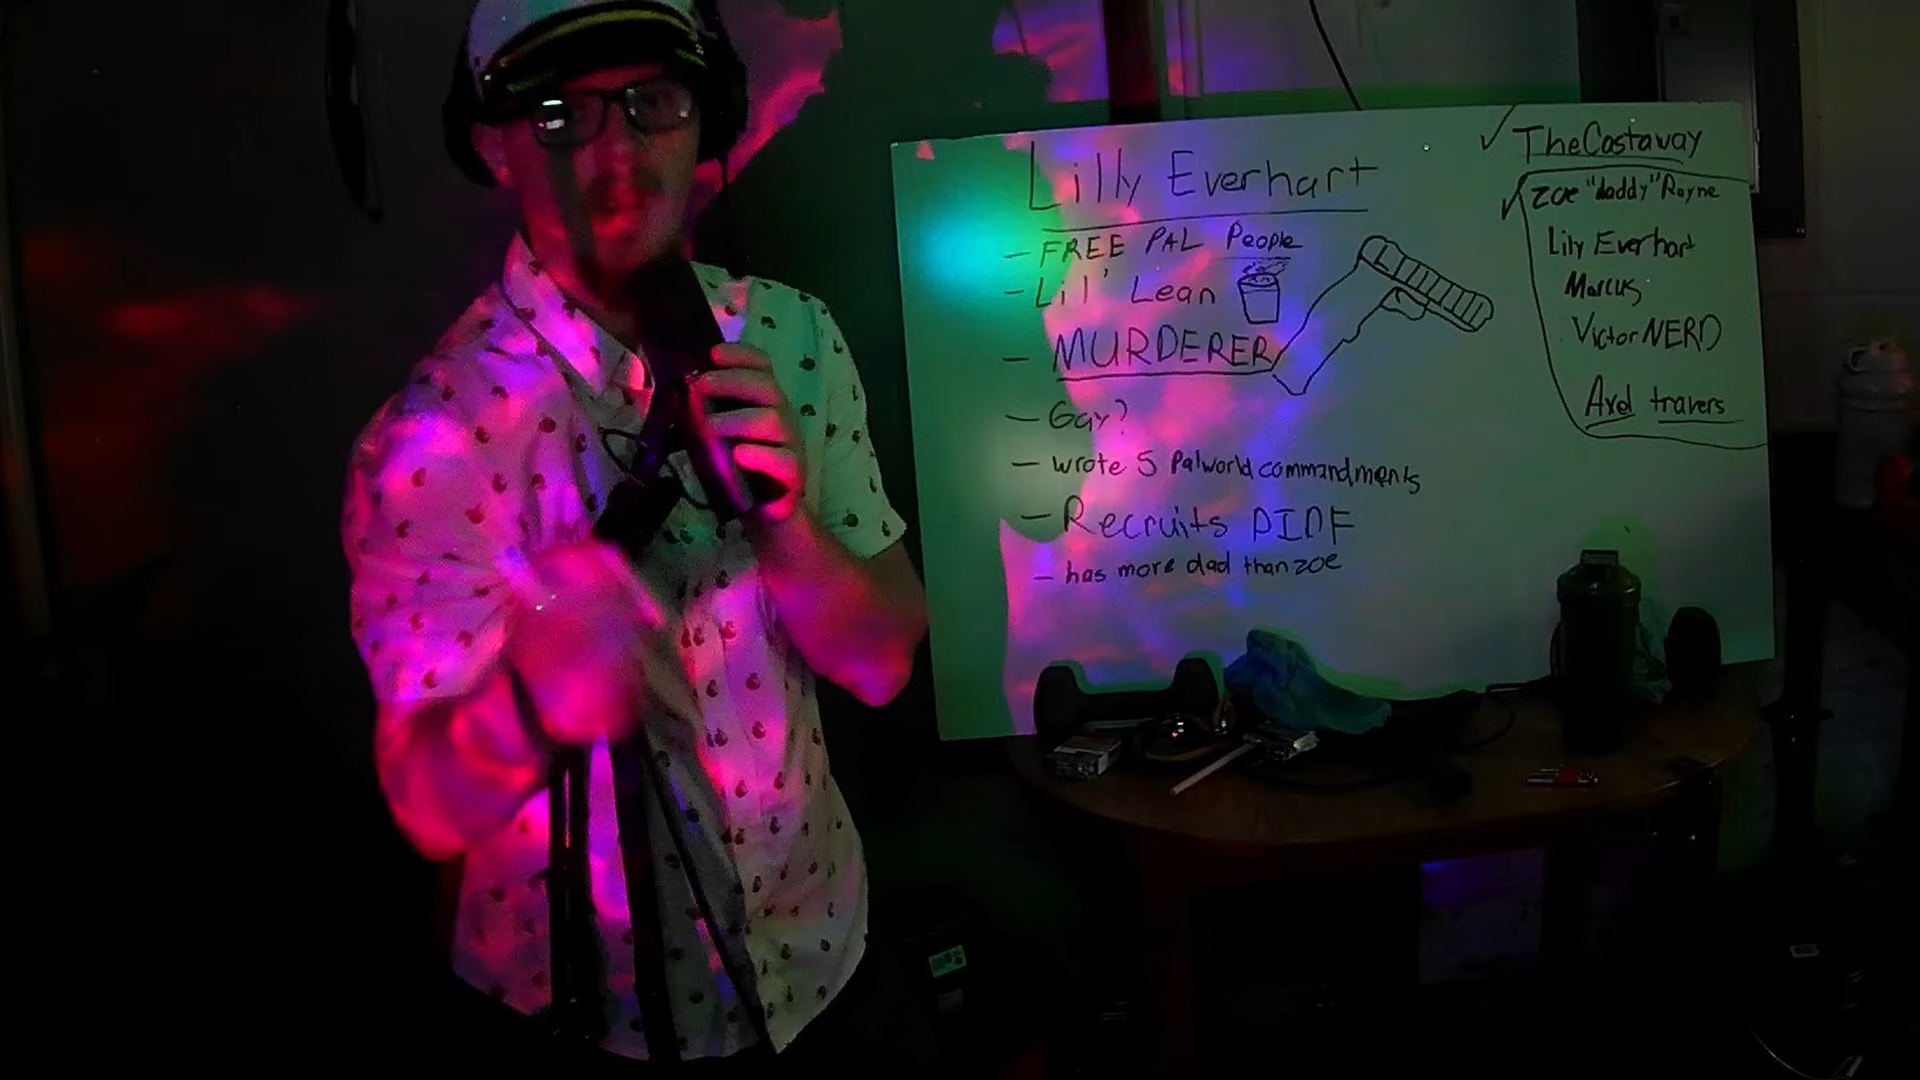 Lilly Everhart
- FREE PAL People
- Lil' Lean
- MURDERER
- Gay?
- wrote 5 Palworld commandments
- Recruits PIDF
- has more dad than zoe
✓ TheCastaway
✓ zoe "daddy" Rayne
Lily Everhart
Marcus
Victor NERD
Axel travers